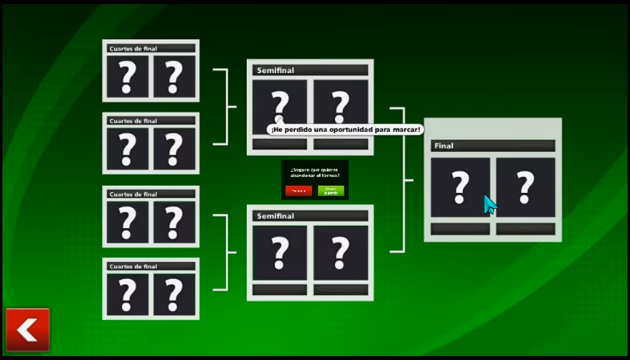 Cuartos de final
? ?
Cuartos de final
? ?
Cuartos de final
? ?
Cuartos de final
? ?
Semifinal
? ?
¡He perdido una oportunidad para marcar!
¿Seguro que quieres
abandonar el torneo?
Semifinal
? ?
Final
? ?